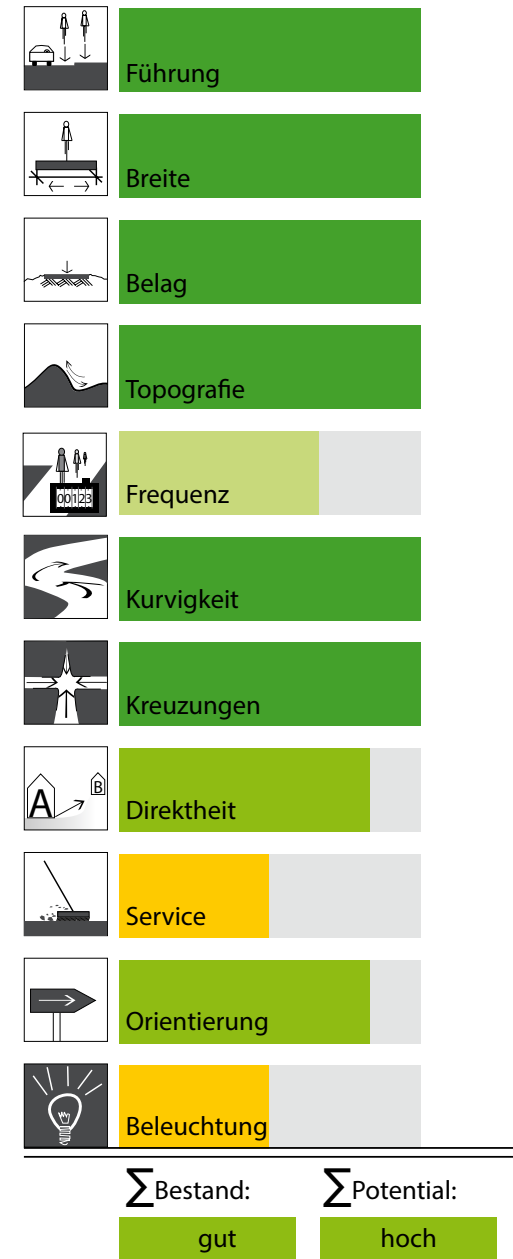 Führung
Breite
Belag
Topografie
00123
Frequenz
Kurvigkeit
Kreuzungen
A B
Direktheit
Service
Orientierung
Beleuchtung
∑Bestand: ∑Potential:
gut hoch